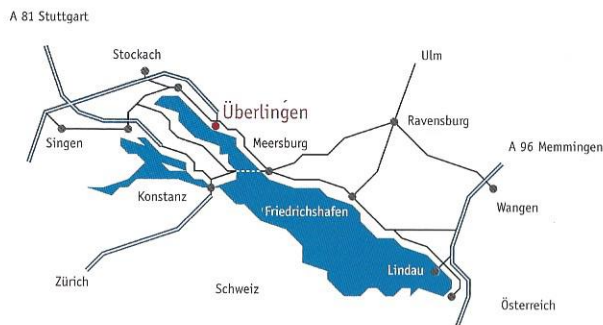 A 81 Stuttgart
Stockach
Ulm
Überlingen
Ravensburg
Singen
Meersburg
A 96 Memmingen
Konstanz
Friedrichshafen
Wangen
Lindau
Zürich
Schweiz
Österreich